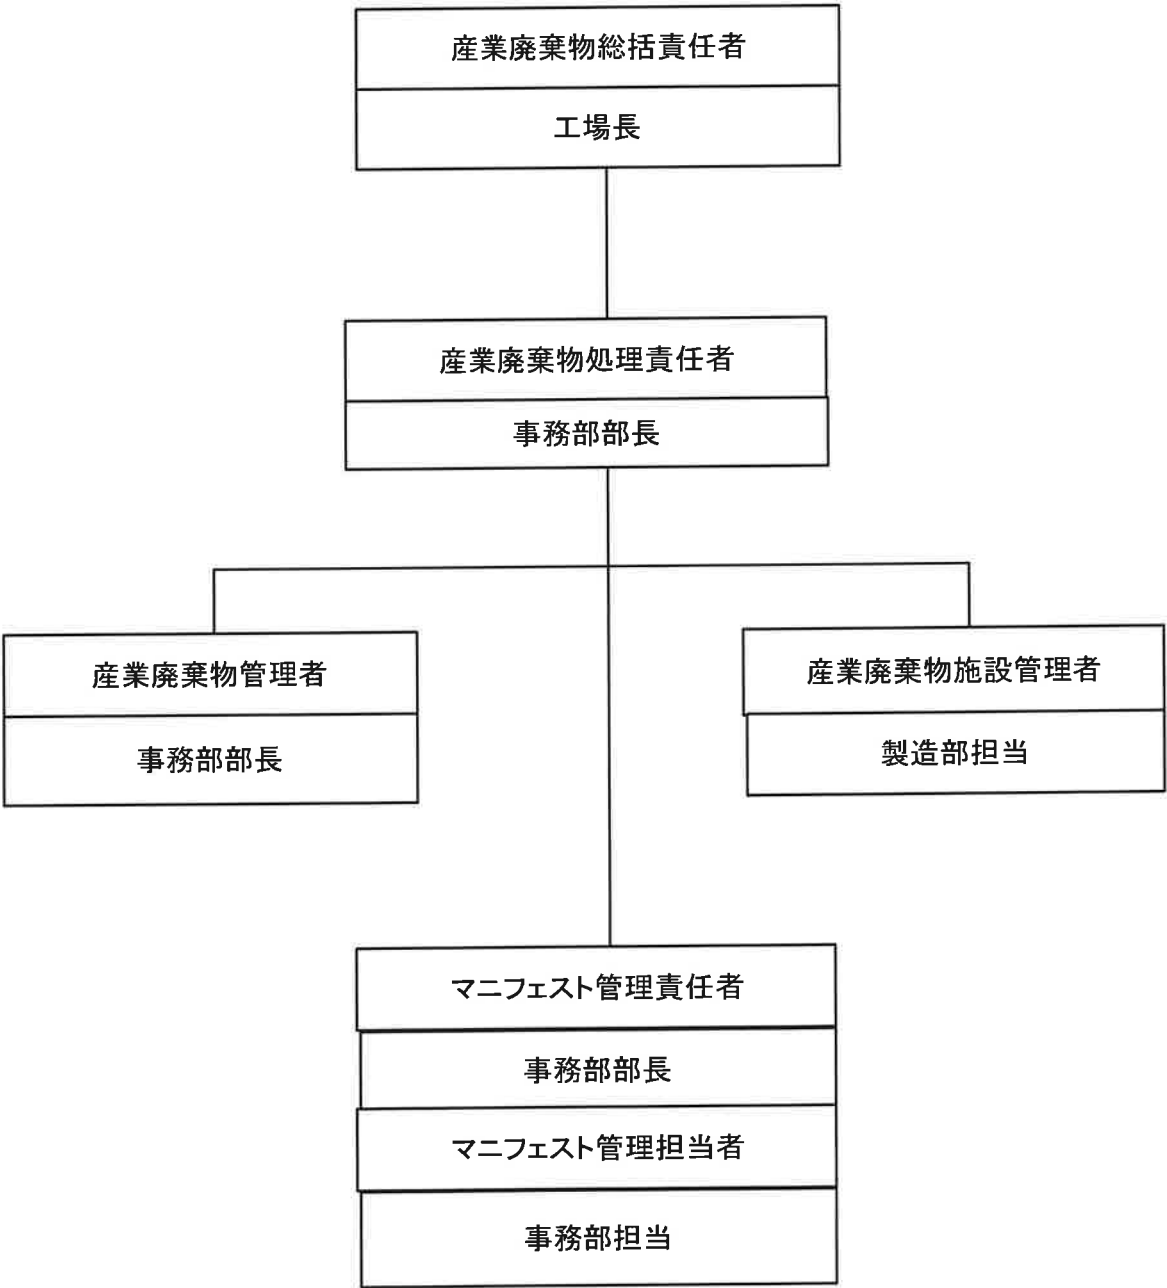 産業廃棄物総括責任者
工場長
産業廃棄物処理責任者
事務部部長
産業廃棄物管理者
事務部部長
産業廃棄物施設管理者
製造部担当
マニフェスト管理責任者
事務部部長
マニフェスト管理担当者
事務部担当